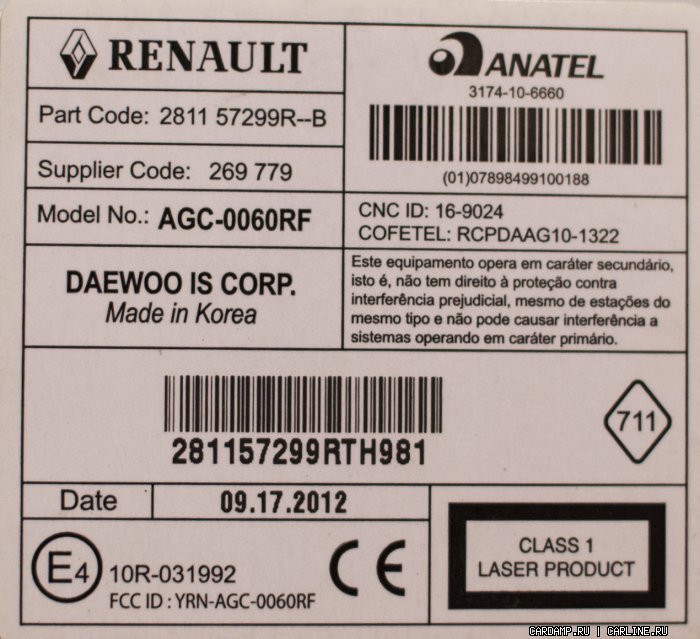 RENAULT
Part Code: 2811 57299R--B
Supplier Code: 269 779
Model No.: AGC-0060RF
DAEWOO IS CORP.
Made in Korea
ANATEL
3174-10-6660
(01)07898499100188
CNC ID: 16-9024
COFETEL: RCPDAAG10-1322
Este equipamento opera em caráter secundário,
isto é, não tem direito à proteção contra
interferência prejudicial, mesmo de estações do
mesmo tipo e não pode causar interferência a
sistemas operando em caráter primário.
281157299RTH981
711
Date 09.17.2012
E4 10R-031992
FCC ID : YRN-AGC-0060RF
CE
CLASS 1
LASER PRODUCT
CARDAMP.RU | CARLINE.RU